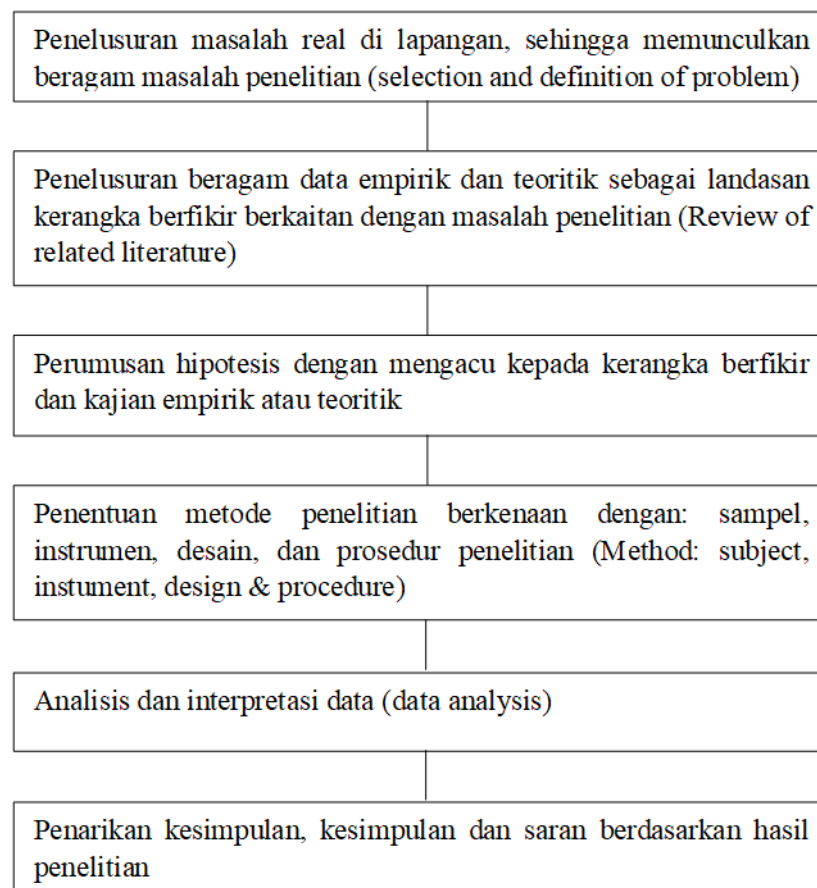 Penelusuran masalah real di lapangan, sehingga memunculkan
beragam masalah penelitian (selection and definition of problem)
Penelusuran beragam data empirik dan teoritik sebagai landasan
kerangka berfikir berkaitan dengan masalah penelitian (Review of
related literature)
Perumusan hipotesis dengan mengacu kepada kerangka berfikir
dan kajian empirik atau teoritik
Penentuan metode penelitian berkenaan dengan: sampel,
instrumen, desain, dan prosedur penelitian (Method: subject,
instument, design & procedure)
Analisis dan interpretasi data (data analysis)
Penarikan kesimpulan, kesimpulan dan saran berdasarkan hasil
penelitian